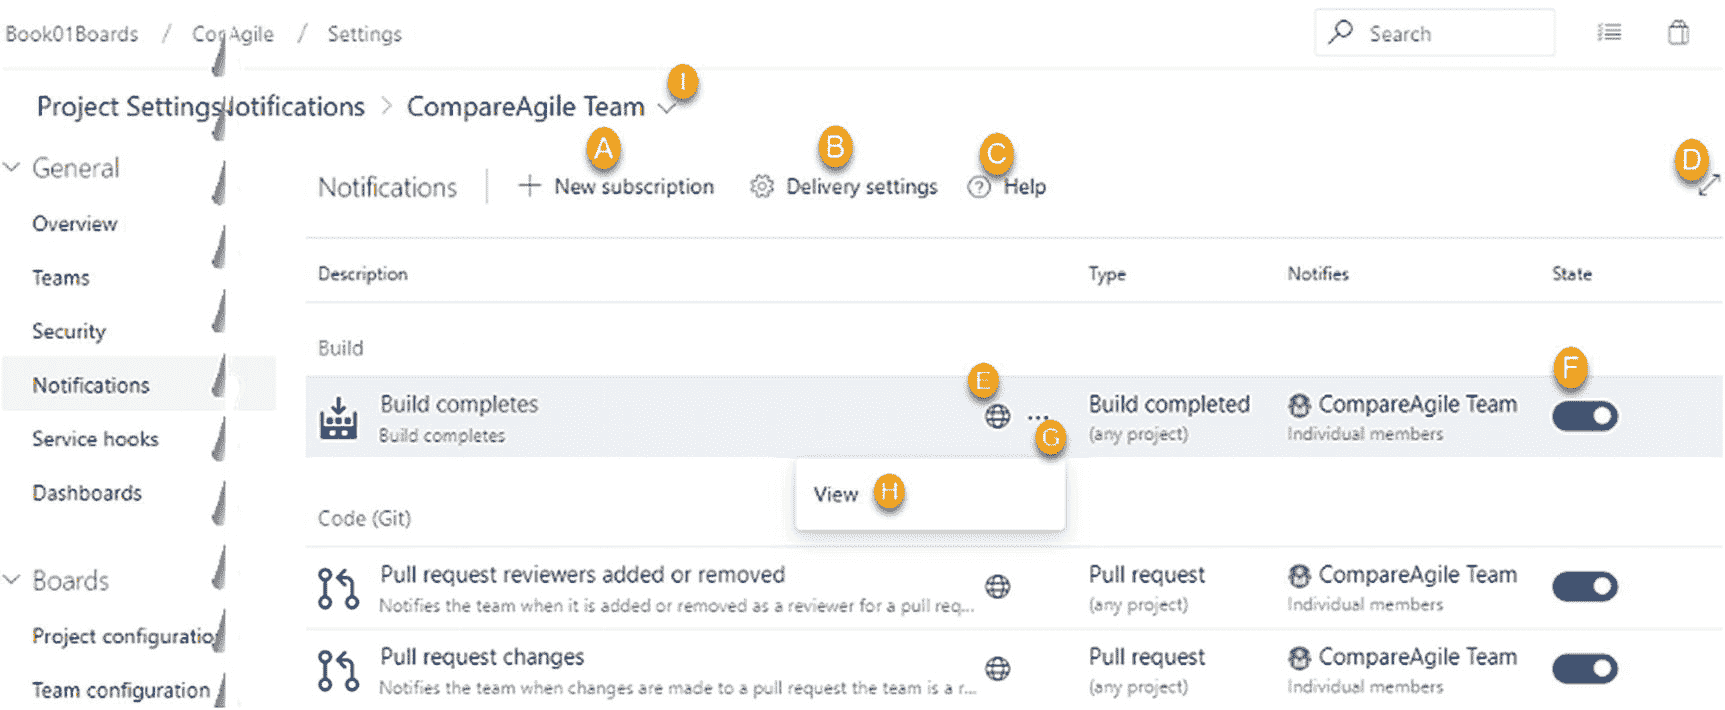 Book01Boards / Co Agile / Settings
Search
Project Settings otifications > CompareAgile Team
I
A
B
C
D
General
Overview
Teams
Security
Notifications
Service hooks
Dashboards
Boards
Project configuratio
Team configuration
Notifications
+ New subscription
Delivery settings
Help
Description Type Notifies State
Build
E
F
Build completes
Build completes
...
G
Build completed
(any project)
CompareAgile Team
Individual members
View
H
Code (Git)
Pull request reviewers added or removed
Notifies the team when it is added or removed as a reviewer for a pull req...
Pull request
(any project)
CompareAgile Team
Individual members
Pull request changes
Notifies the team when changes are made to a pull request the team is a r...
Pull request
(any project)
CompareAgile Team
Individual members